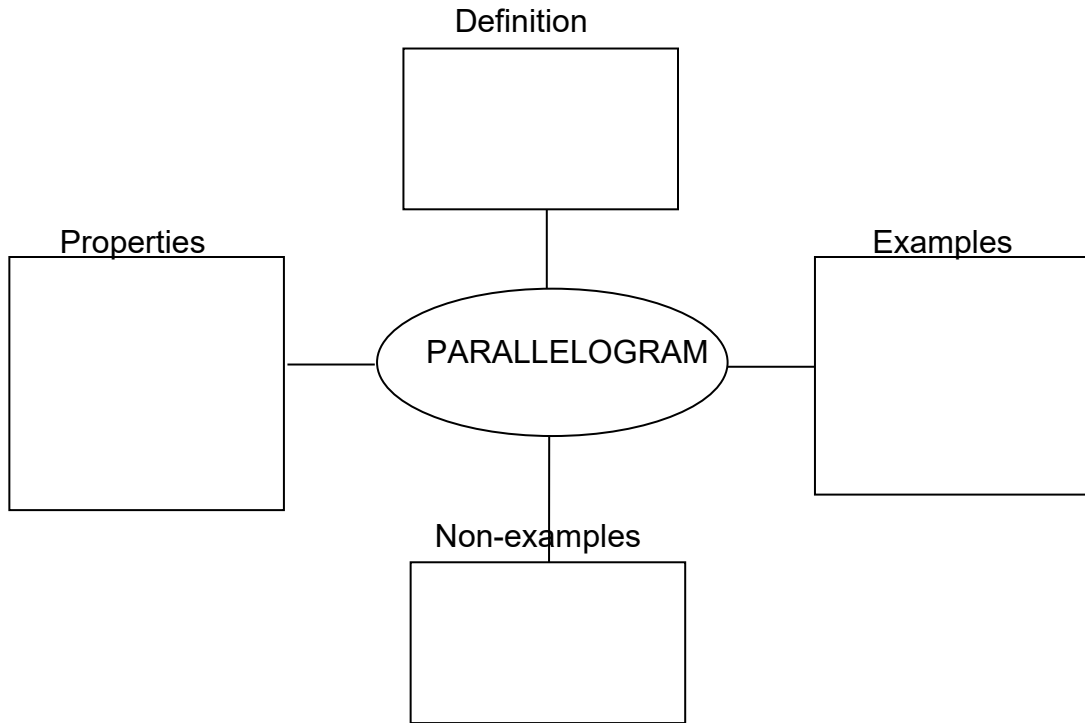 Definition
Properties
Examples
PARALLELOGRAM
Non-examples